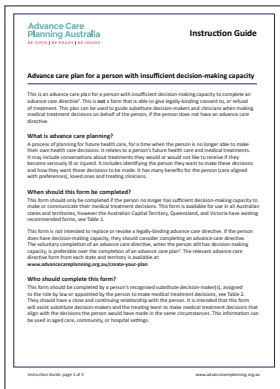 Advance Care
Planning Australia
BE OPEN | BE READY | BE HEARD
Instruction Guide
Advance care plan for a person with insufficient decision-making capacity
This is an advance care plan for a person with insufficient decision-making capacity to complete an
advance care directive*. This is not a form that is able to give legally-binding consent to, or refusal
of treatment. This plan can be used to guide substitute decision-makers and clinicians when making
medical treatment decisions on behalf of the person, if the person does not have an advance care
directive.
What is advance care planning?
A process of planning for future health care, for a time when the person is no longer able to make
their own health care decisions. It relates to a person's future health care and medical treatments.
It may include conversations about treatments they would or would not like to receive if they
become seriously ill or injured. It includes identifying the person they want to make these decisions
and how they want those decisions to be made. It has many benefits for the person (care aligned
with preferences), loved ones and treating clinicians.
When should this form be completed?
This form should only be completed if the person no longer has sufficient decision-making capacity to
make or communicate their medical treatment decisions. This form is available for use in all Australian
states and territories, however the Australian Capital Territory, Queensland, and Victoria have existing
recommended forms, see Table 1.
This form is not intended to replace or revoke a legally-binding advance care directive. If the person
does have decision-making capacity, they should consider completing an advance care directive.
The voluntary completion of an advance care directive, when the person still has decision-making
capacity, is preferable over the completion of an advance care plan*. The relevant advance care
directive form from each state and territory is available at:
www.advancecareplanning.org.au/create-your-plan
Who should complete this form?
This form should be completed by a person's recognised substitute decision-maker(s), assigned
to the role by law or appointed by the person to make medical treatment decisions, see Table 2.
They should have a close and continuing relationship with the person. It is intended that this form
will assist substitute decision-makers and the treating team to make medical treatment decisions that
align with the decisions the person would have made in the same circumstances. This information can
be used in aged care, community, or hospital settings.
Instruction Guide: page 1 of 3
www.advancecareplanning.org.au